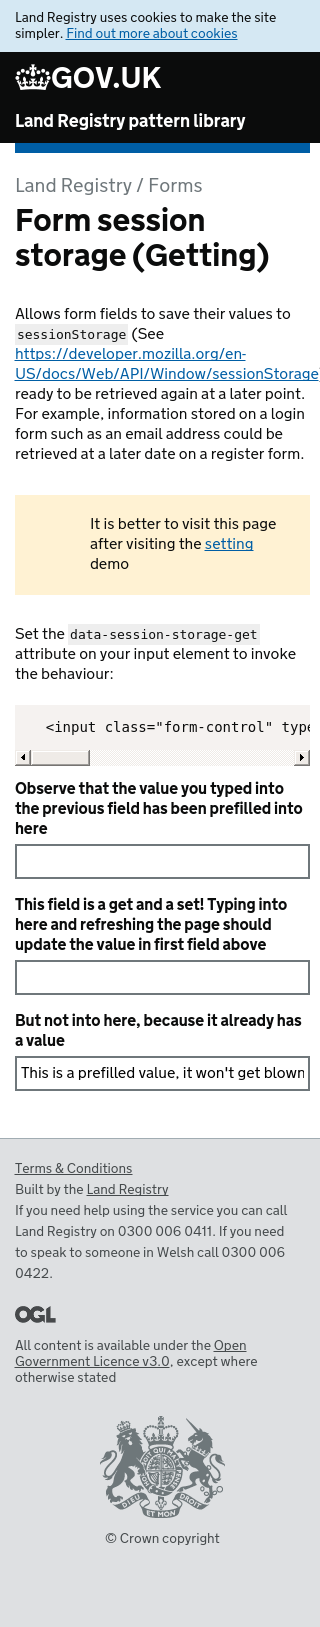 Land Registry uses cookies to make the site
simpler. Find out more about cookies
GOV.UK
Land Registry pattern library
Land Registry / Forms
Form session
storage (Getting)
Allows form fields to save their values to
sessionStorage (See
https://developer.mozilla.org/en-
US/docs/Web/API/Window/sessionStorage)
ready to be retrieved again at a later point.
For example, information stored on a login
form such as an email address could be
retrieved at a later date on a register form.
It is better to visit this page
after visiting the setting
demo
Set the data-session-storage-get
attribute on your input element to invoke
the behaviour:
<input class="form-control" type
Observe that the value you typed into
the previous field has been prefilled into
here
This field is a get and a set! Typing into
here and refreshing the page should
update the value in first field above
But not into here, because it already has
a value
This is a prefilled value, it won't get blown
Terms & Conditions
Built by the Land Registry
If you need help using the service you can call
Land Registry on 0300 006 0411. If you need
to speak to someone in Welsh call 0300 006
0422.
OGL
All content is available under the Open
Government Licence v3.0, except where
otherwise stated
DIEU ET MON DROIT
© Crown copyright